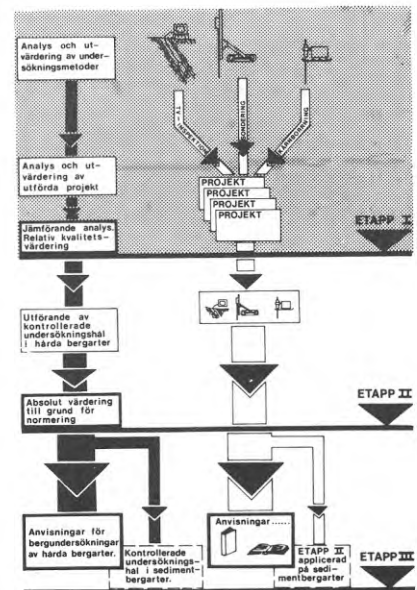 Analys och ut-
värdering av under-
sökningsmetoder
TV-INSPEKTION
SONDERING
KÄRNBORRNING
Analys och ut-
värdering av
utförda projekt
PROJEKT
PROJEKT
PROJEKT
PROJEKT
Jämförande analys.
Relativ kvalitets-
värdering
ETAPP I
Utförande av
kontrollerade
undersökningshål
i hårda bergarter
Absolut värdering
till grund för
normering
ETAPP II
Anvisningar för
bergundersökningar
av hårda bergarter.
Kontrollerade
undersöknings-
hål i sediment-
bergarter.
Anvisningar......
ETAPP II
applicerad
på sedi-
mentbergarter
ETAPP III